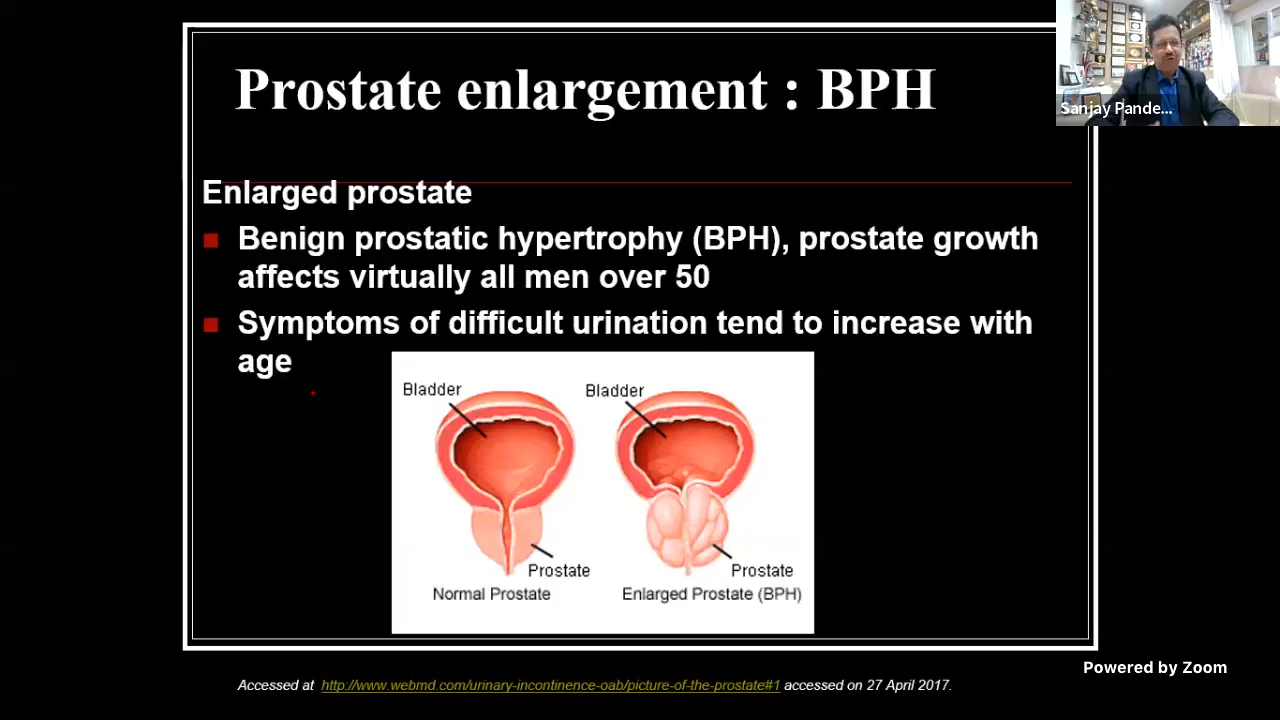 Prostate enlargement : BPH
Sanjay Pande...
Enlarged prostate
Benign prostatic hypertrophy (BPH), prostate growth
affects virtually all men over 50
Symptoms of difficult urination tend to increase with
age
Bladder
Bladder
Prostate
Prostate
Normal Prostate
Enlarged Prostate (BPH)
Powered by Zoom
Accessed at http://www.webmd.com/urinary-incontinence-oab/picture-of-the-prostate#1 accessed on 27 April 2017.